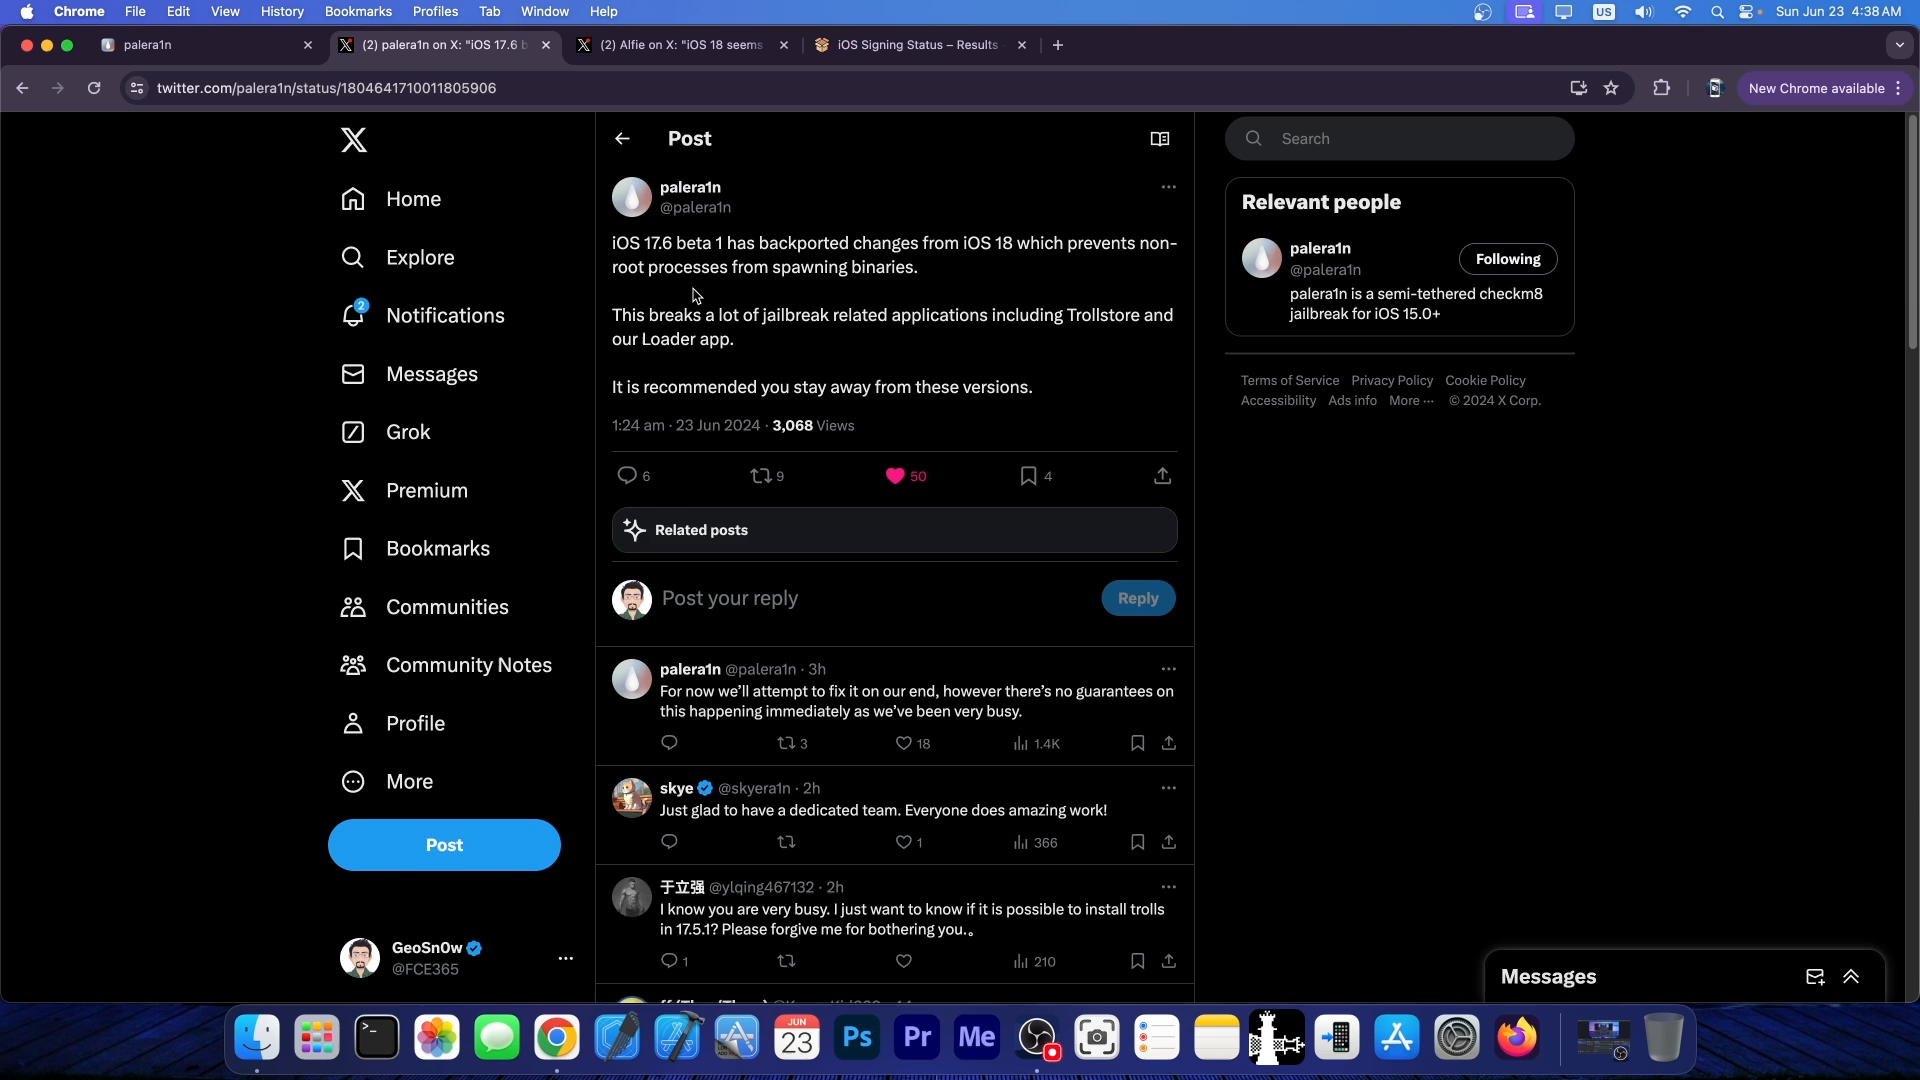 Chrome File Edit View History Bookmarks Profiles Tab Window Help US Sun Jun 23 4:38 AM
palera1n (2) palera1n on X: "iOS 17.6 b (2) Alfie on X: "iOS 18 seems iOS Signing Status – Results
twitter.com/palera1n/status/1804641710011805906 New Chrome available
Home
Explore
2
Notifications
Messages
Grok
Premium
Bookmarks
Communities
Community Notes
Profile
More
Post
GeoSn0w
@FCE365
Post
palera1n
@palera1n
iOS 17.6 beta 1 has backported changes from iOS 18 which prevents non-
root processes from spawning binaries.
This breaks a lot of jailbreak related applications including Trollstore and
our Loader app.
It is recommended you stay away from these versions.
1:24 am · 23 Jun 2024 · 3,068 Views
6 9 50 4
Related posts
Post your reply Reply
palera1n @palera1n · 3h
For now we’ll attempt to fix it on our end, however there’s no guarantees on
this happening immediately as we’ve been very busy.
3 18 1.4K
skye @skyera1n · 2h
Just glad to have a dedicated team. Everyone does amazing work!
1 366
于立强 @ylqing467132 · 2h
I know you are very busy. I just want to know if it is possible to install trolls
in 17.5.1? Please forgive me for bothering you.。
1 210
Search
Relevant people
palera1n
@palera1n
Following
palera1n is a semi-tethered checkm8
jailbreak for iOS 15.0+
Terms of Service Privacy Policy Cookie Policy
Accessibility Ads info More ··· © 2024 X Corp.
Messages
JUN
23
Ps Pr Me